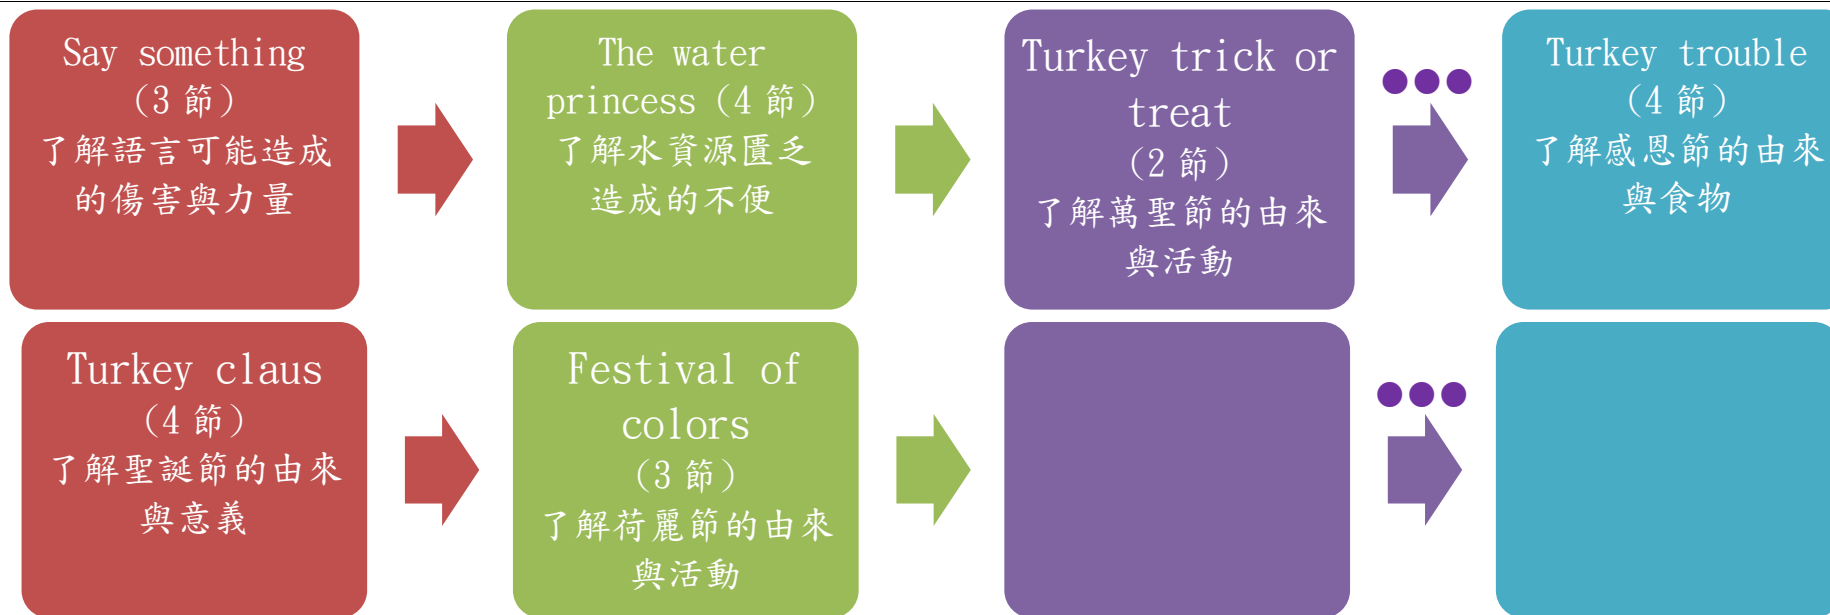 Say something
（3 節）
了解語言可能造成
的傷害與力量
The water
princess（4 節）
了解水資源匱乏
造成的不便
Turkey trick or
treat
（2 節）
了解萬聖節的由來
與活動
Turkey trouble
（4 節）
了解感恩節的由來
與食物
Turkey claus
（4 節）
了解聖誕節的由來
與意義
Festival of
colors
（3 節）
了解荷麗節的由來
與活動